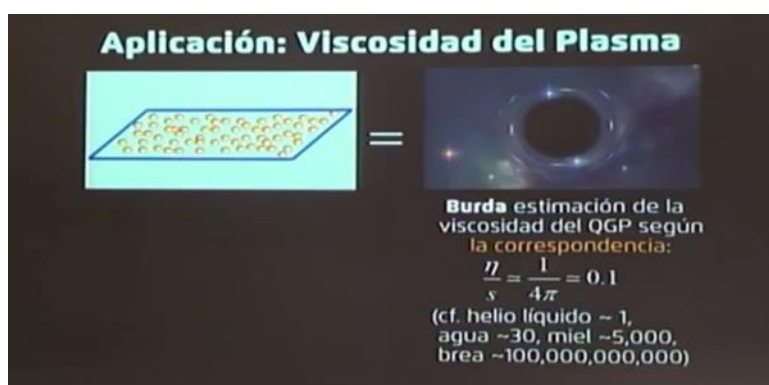 Aplicación: Viscosidad del Plasma
=
Burda estimación de la
viscosidad del QGP según
la correspondencia:
η/s ≃ 1/4π ≃ 0.1
(cf. helio líquido ~ 1,
agua ~30, miel ~5,000,
brea ~100,000,000,000)